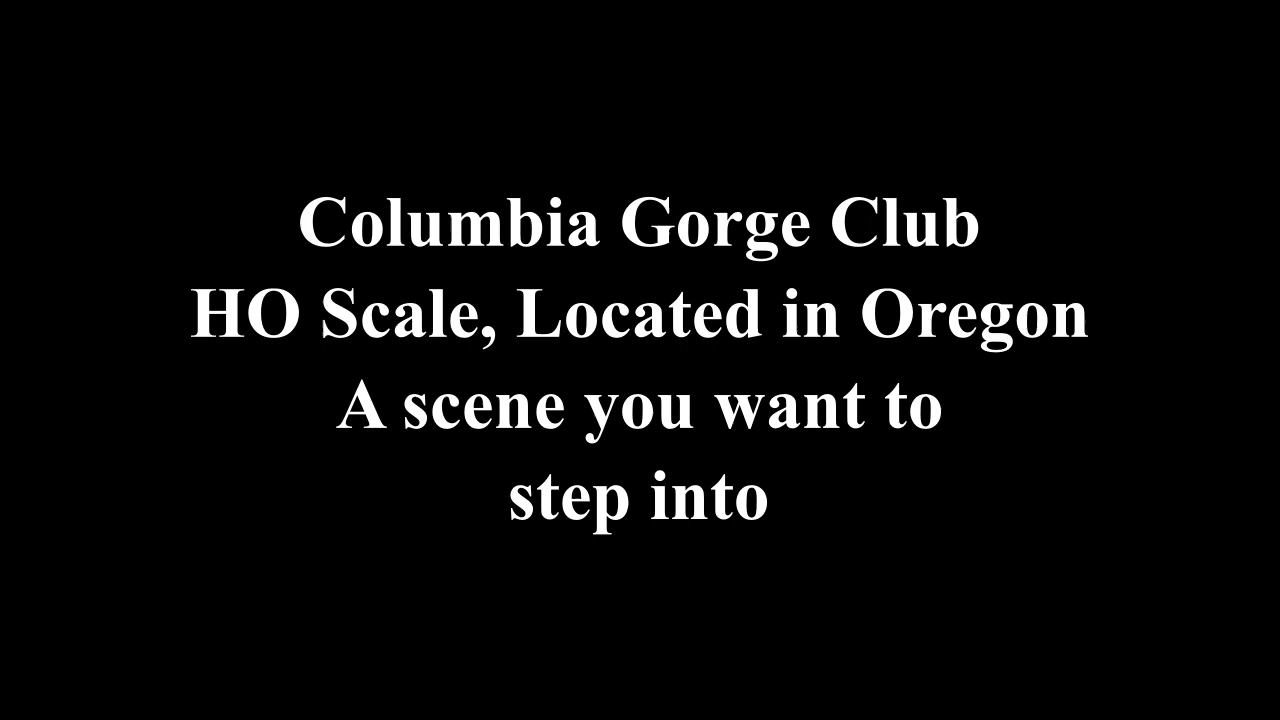 Columbia Gorge Club
HO Scale, Located in Oregon
A scene you want to
step into